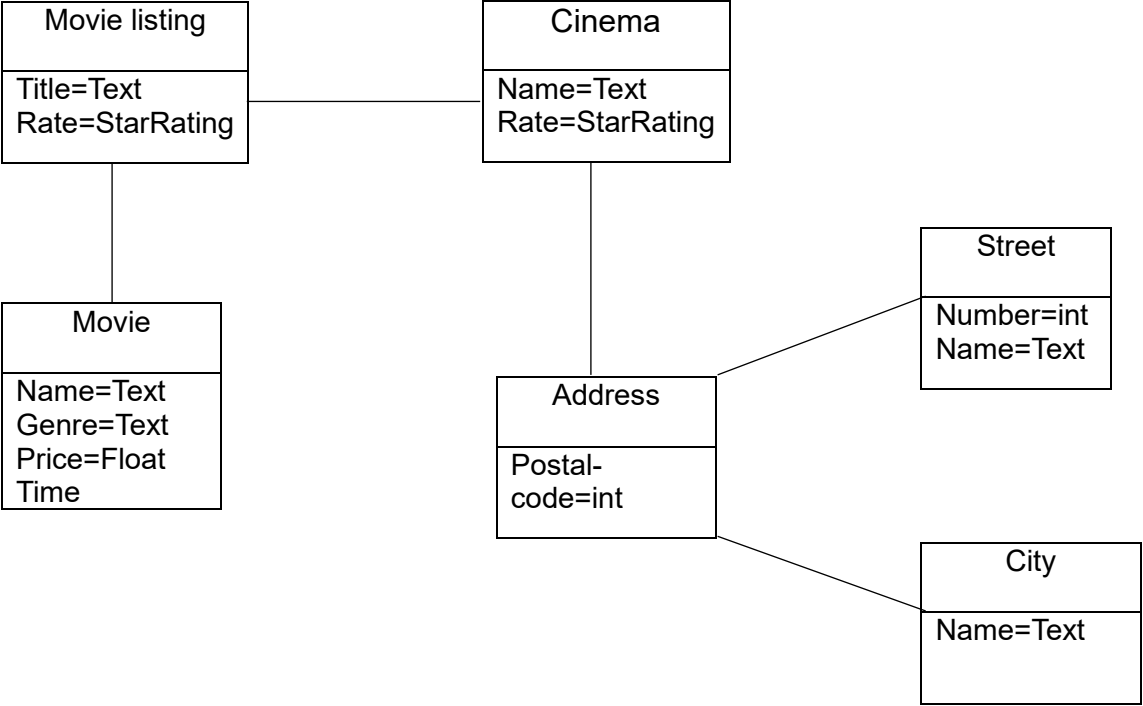 Movie listing
Title=Text
Rate=StarRating
Cinema
Name=Text
Rate=StarRating
Movie
Name=Text
Genre=Text
Price=Float
Time
Address
Postal-
code=int
Street
Number=int
Name=Text
City
Name=Text